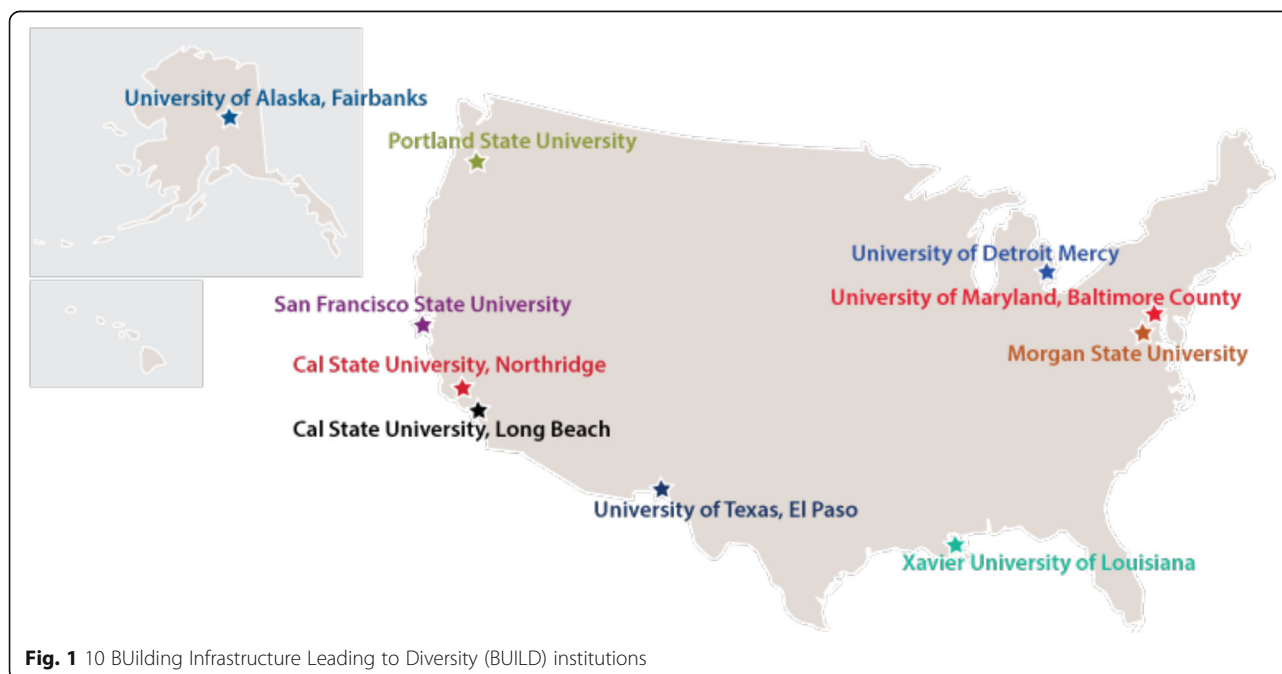 University of Alaska, Fairbanks
Portland State University
University of Detroit Mercy
San Francisco State University
University of Maryland, Baltimore County
Morgan State University
Cal State University, Northridge
Cal State University, Long Beach
University of Texas, El Paso
Xavier University of Louisiana
Fig. 1 10 BUilding Infrastructure Leading to Diversity (BUILD) institutions